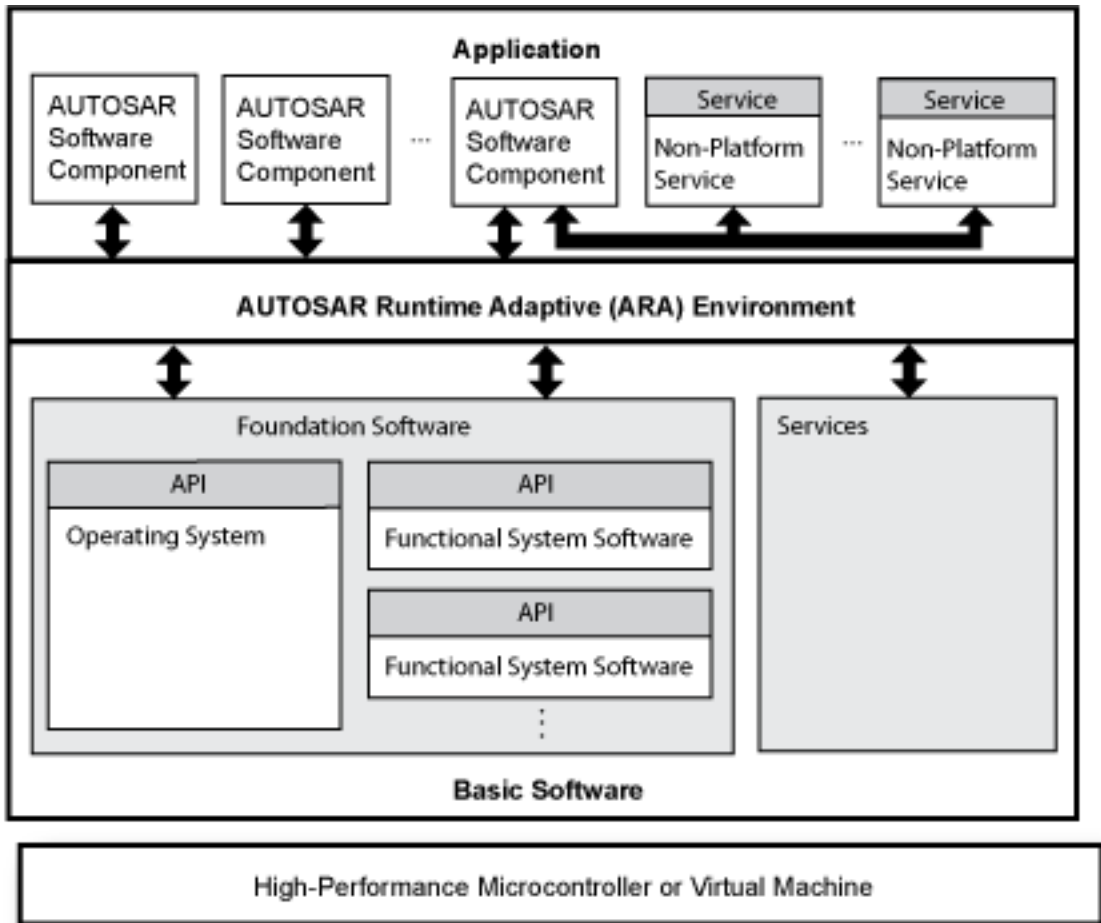 Application
AUTOSAR
Software
Component
AUTOSAR
Software
Component
...
AUTOSAR
Software
Component
Service
Non-Platform
Service
...
Service
Non-Platform
Service
AUTOSAR Runtime Adaptive (ARA) Environment
Foundation Software
API
Operating System
API
Functional System Software
API
Functional System Software
...
Services
Basic Software
High-Performance Microcontroller or Virtual Machine